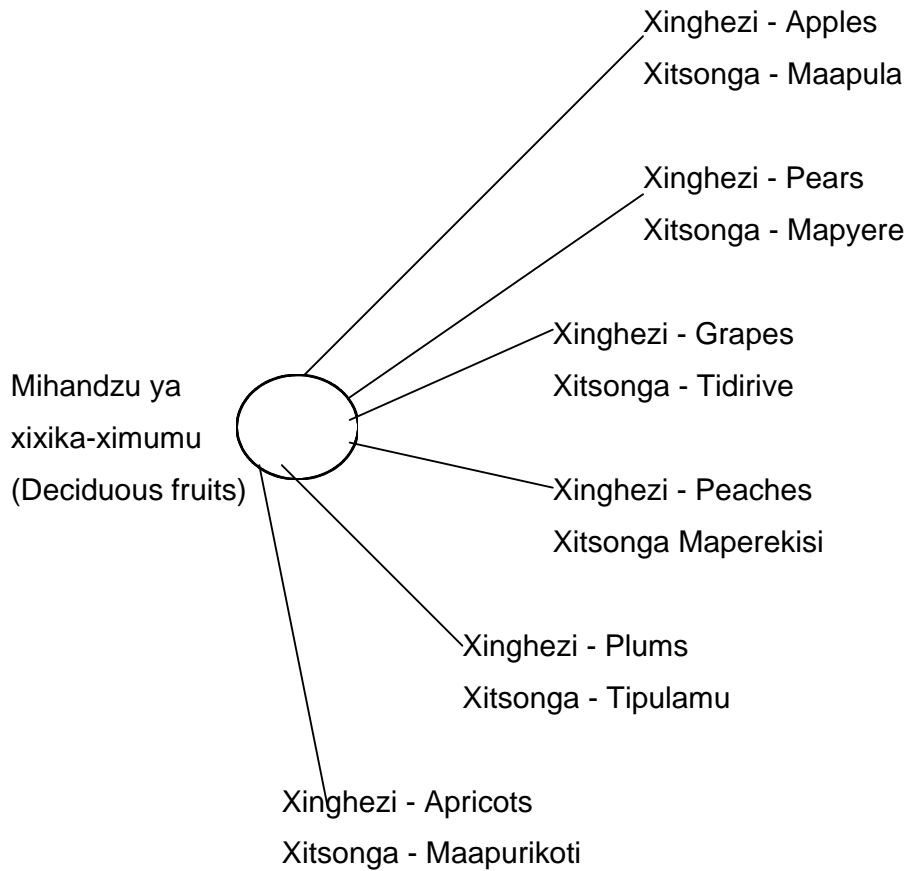 Xinghezi - Apples
Xitsonga - Maapula
Xinghezi - Pears
Xitsonga - Mapyere
Xinghezi - Grapes
Xitsonga - Tidirive
Mihandzu ya
xixika-ximumu
(Deciduous fruits)
Xinghezi - Peaches
Xitsonga Maperekisi
Xinghezi - Plums
Xitsonga - Tipulamu
Xinghezi - Apricots
Xitsonga - Maapurikoti